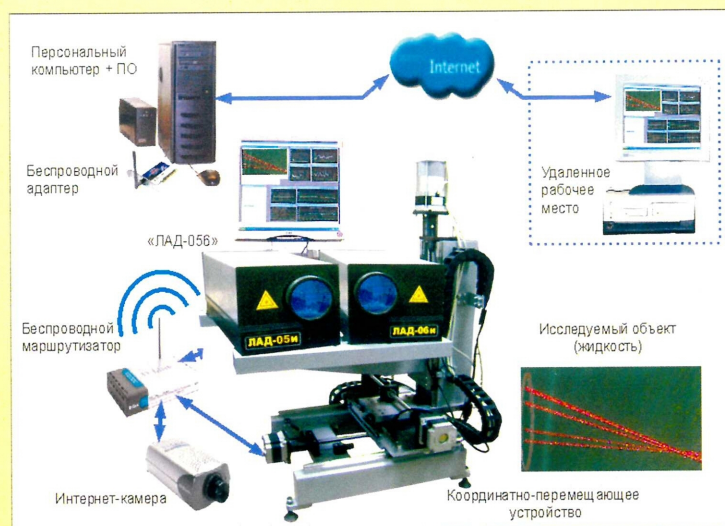 Персональный
компьютер + ПО
Internet
Беспроводной
адаптер
Удаленное
рабочее
место
«ЛАД-056»
Беспроводной
маршрутизатор
ЛАД-05и
ЛАД-06и
Исследуемый объект
(жидкость)
Интернет-камера
Координатно-перемещающее
устройство